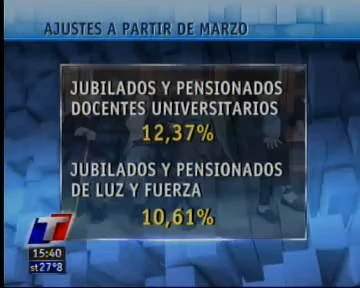 AJUSTES A PARTIR DE MARZO
JUBILADOS Y PENSIONADOS
DOCENTES UNIVERSITARIOS
12,37%
JUBILADOS Y PENSIONADOS
DE LUZ Y FUERZA
10,61%
15:40
st27°8